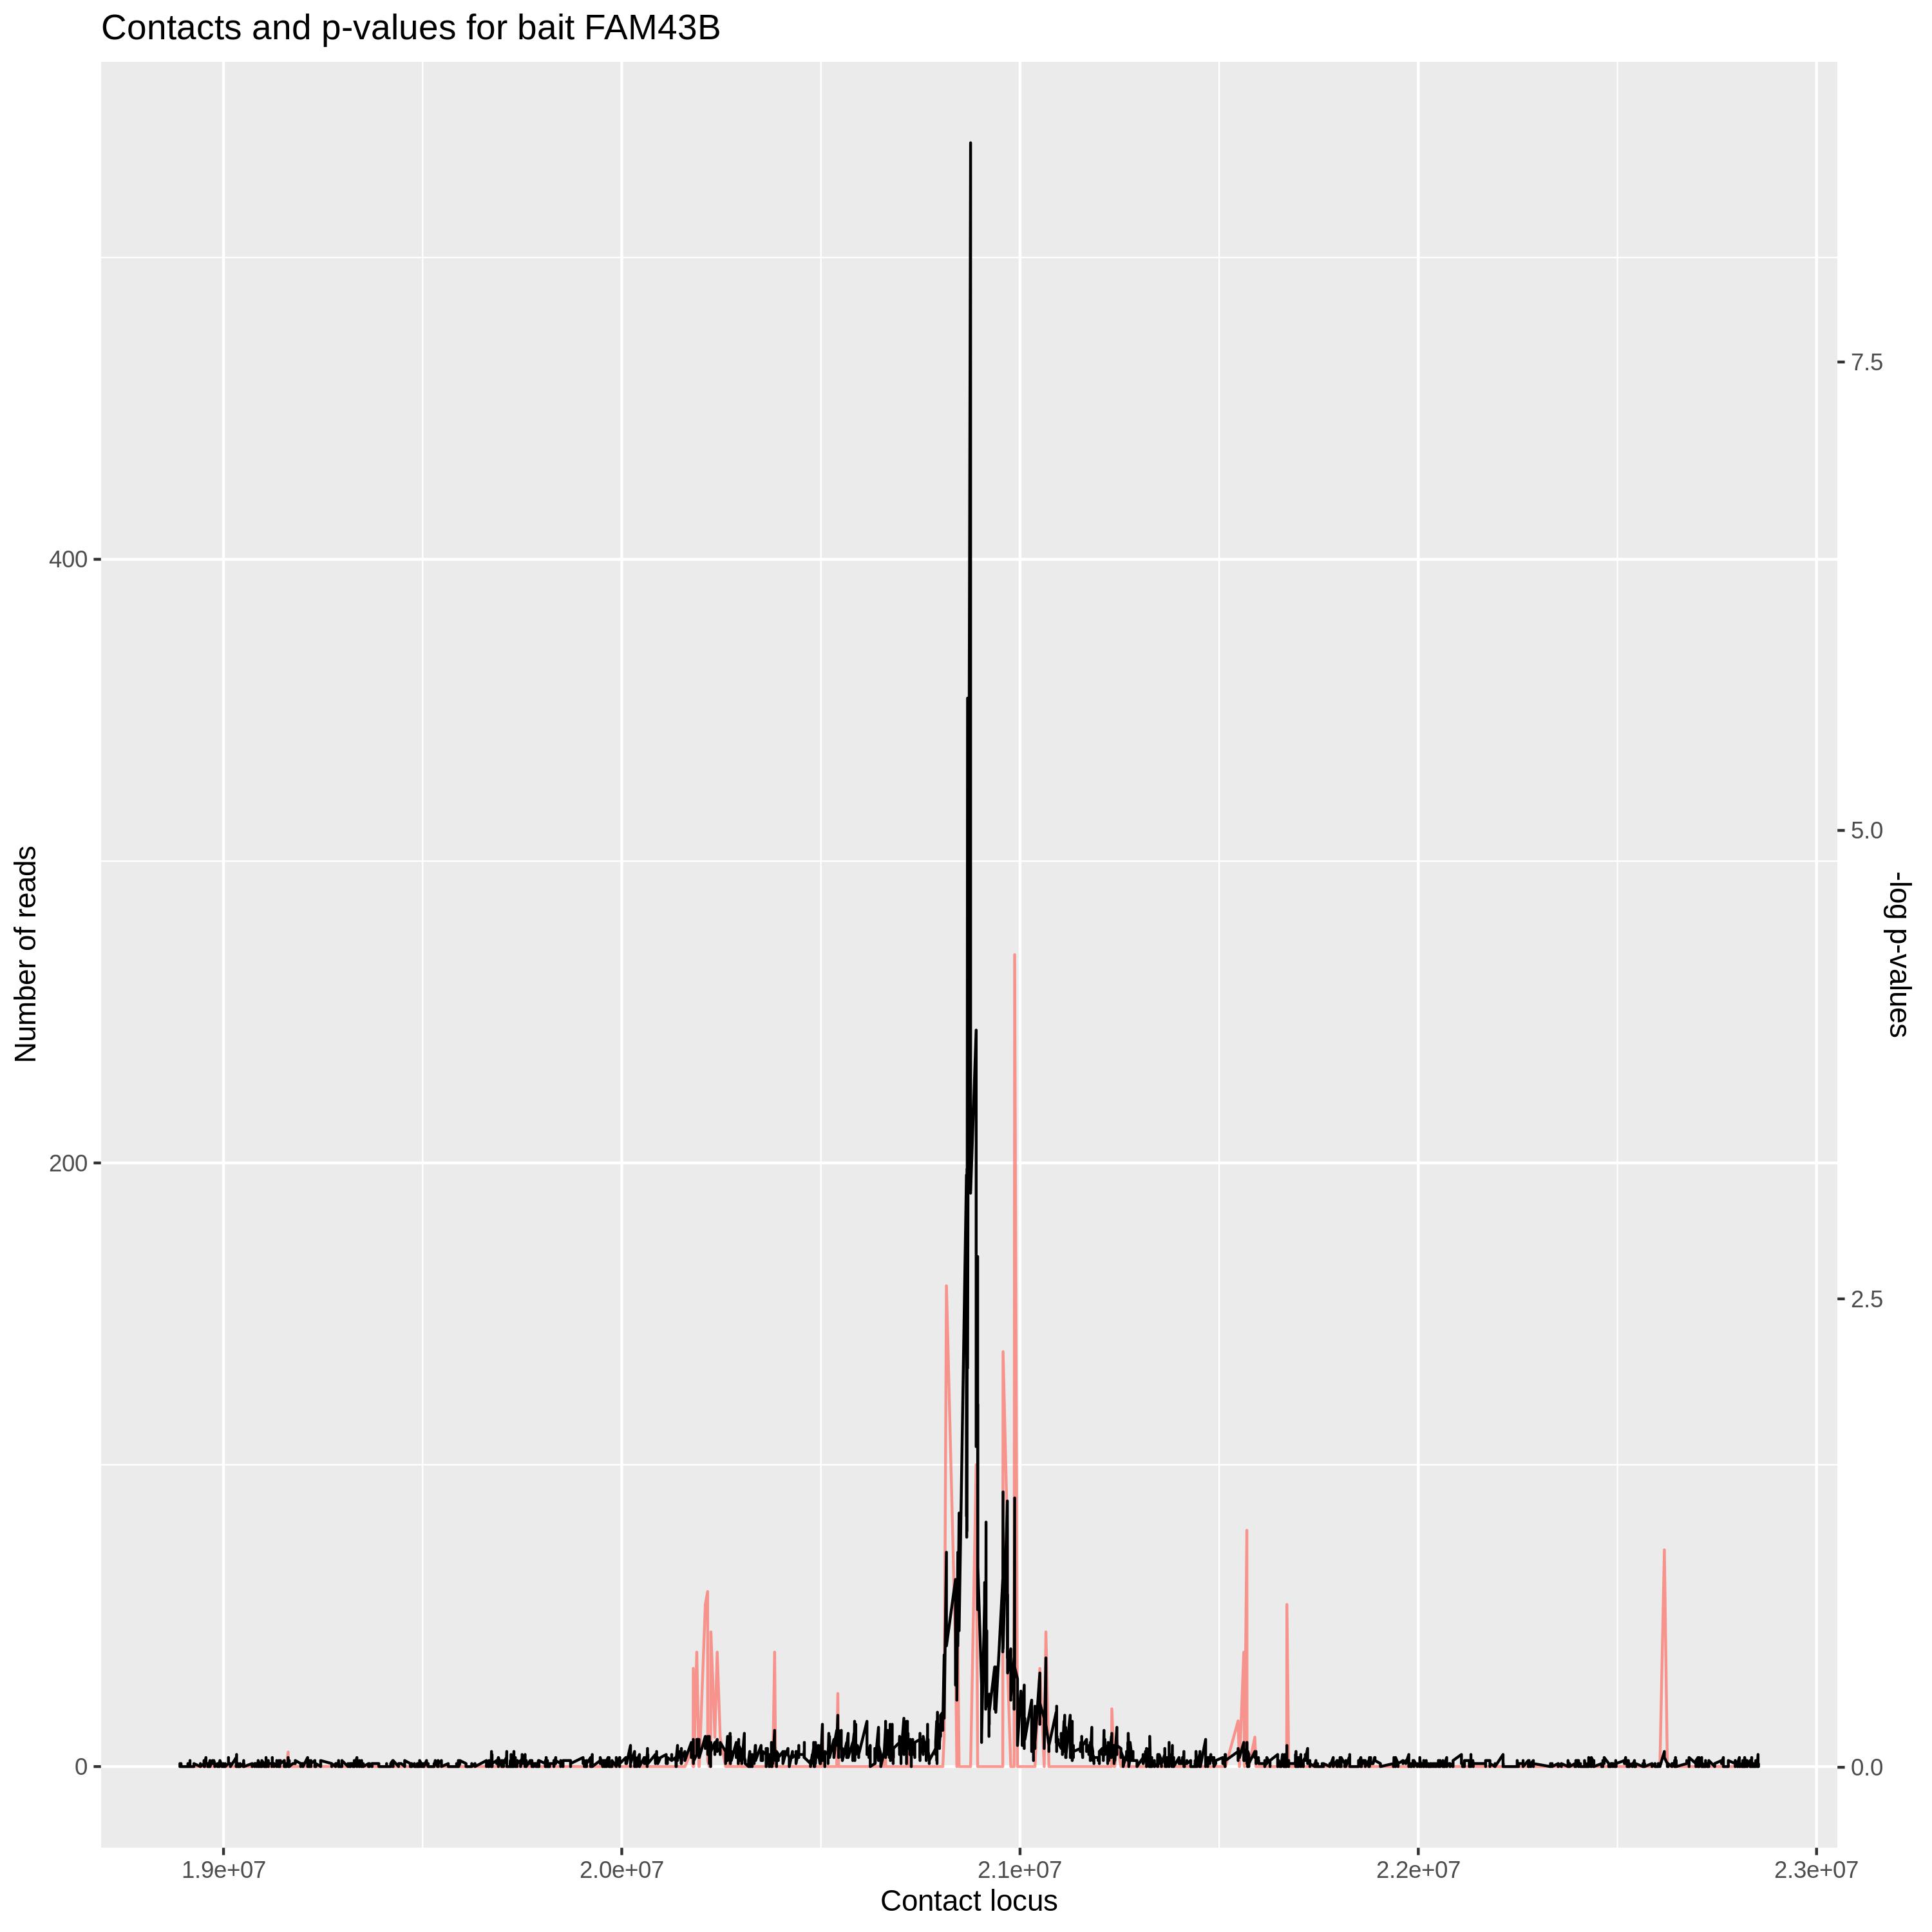 Contacts and p-values for bait FAM43B
Number of reads
400
200
0
7.5
5.0
2.5
0.0
-log p-values
1.9e+07
2.0e+07
2.1e+07
2.2e+07
2.3e+07
Contact locus